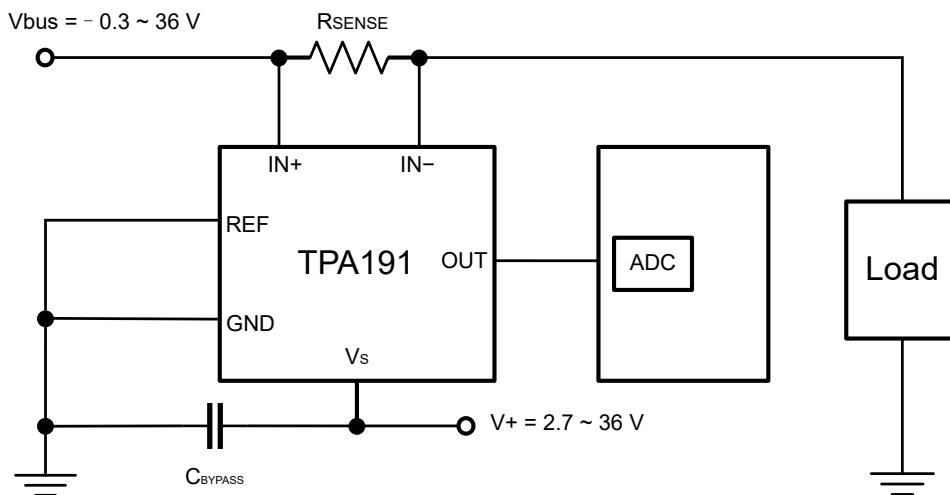 Vbus = - 0.3 ~ 36 V
RSENSE
IN+
IN−
REF
TPA191
OUT
ADC
Load
GND
Vs
V+ = 2.7 ~ 36 V
CBYPASS